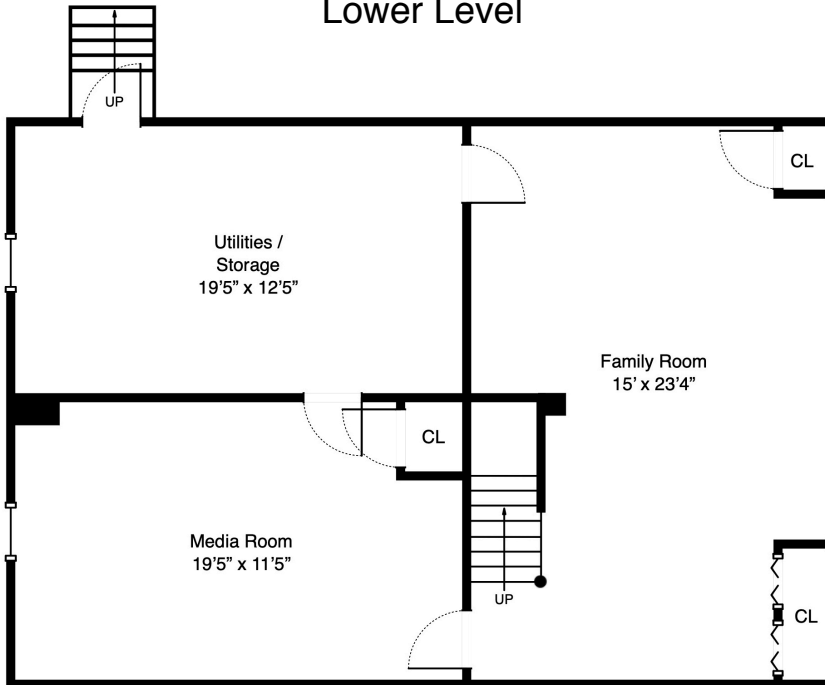 Lower Level
UP
CL
Utilities /
Storage
19’5” x 12’5”
Family Room
15’ x 23’4”
CL
Media Room
19’5” x 11’5”
UP
CL